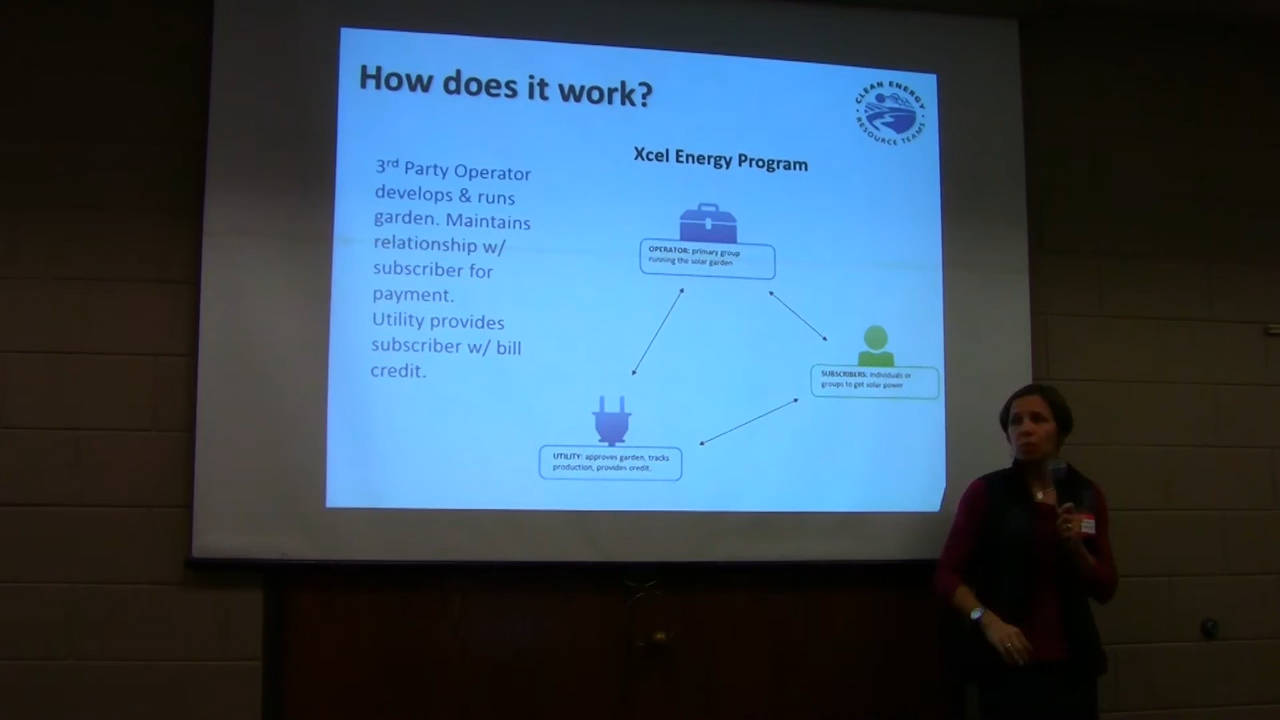 How does it work?
CLEAN ENERGY
RESOURCE TEAMS
Xcel Energy Program
3rd Party Operator
develops & runs
garden. Maintains
relationship w/
subscriber for
payment.
Utility provides
subscriber w/ bill
credit.
OPERATOR: primary group
running the solar garden
SUBSCRIBERS: individuals or
groups to get solar power
UTILITY: approves garden, tracks
production, provides credit.